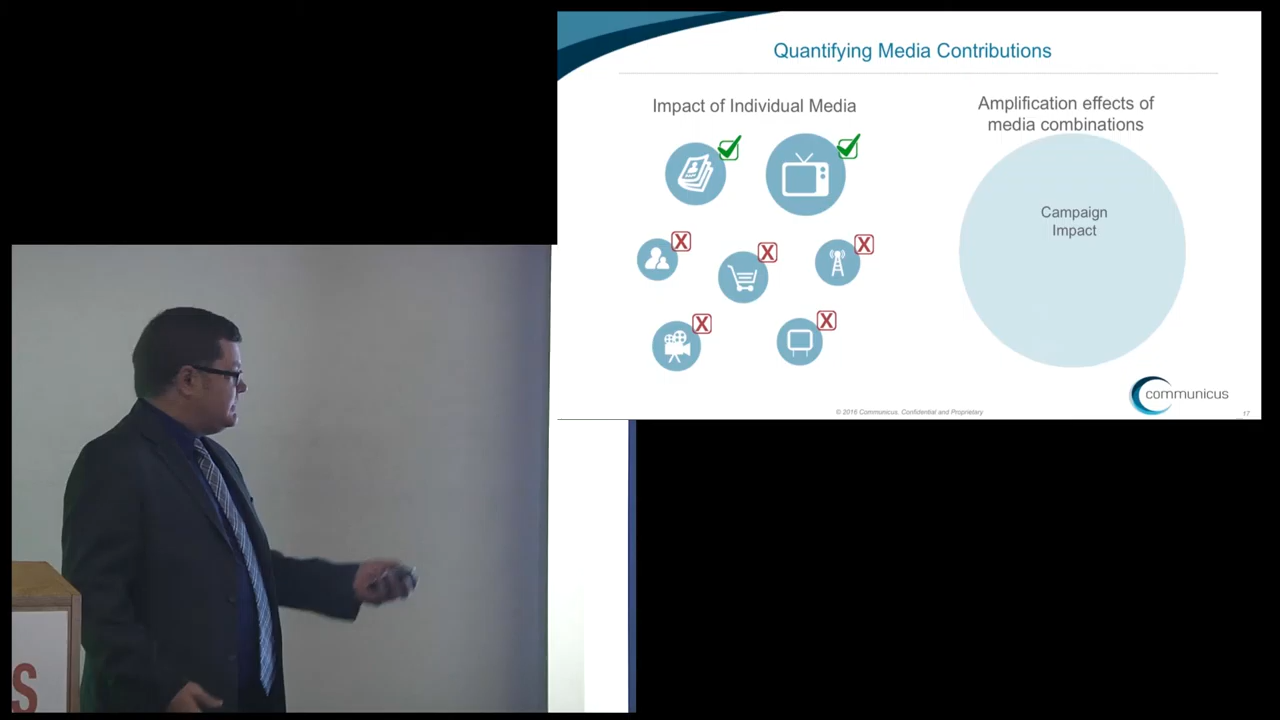 Quantifying Media Contributions
Impact of Individual Media
Amplification effects of
media combinations
X
X
X
X
X
Campaign
Impact
communicus
© 2016 Communicus, Confidential and Proprietary
17
S